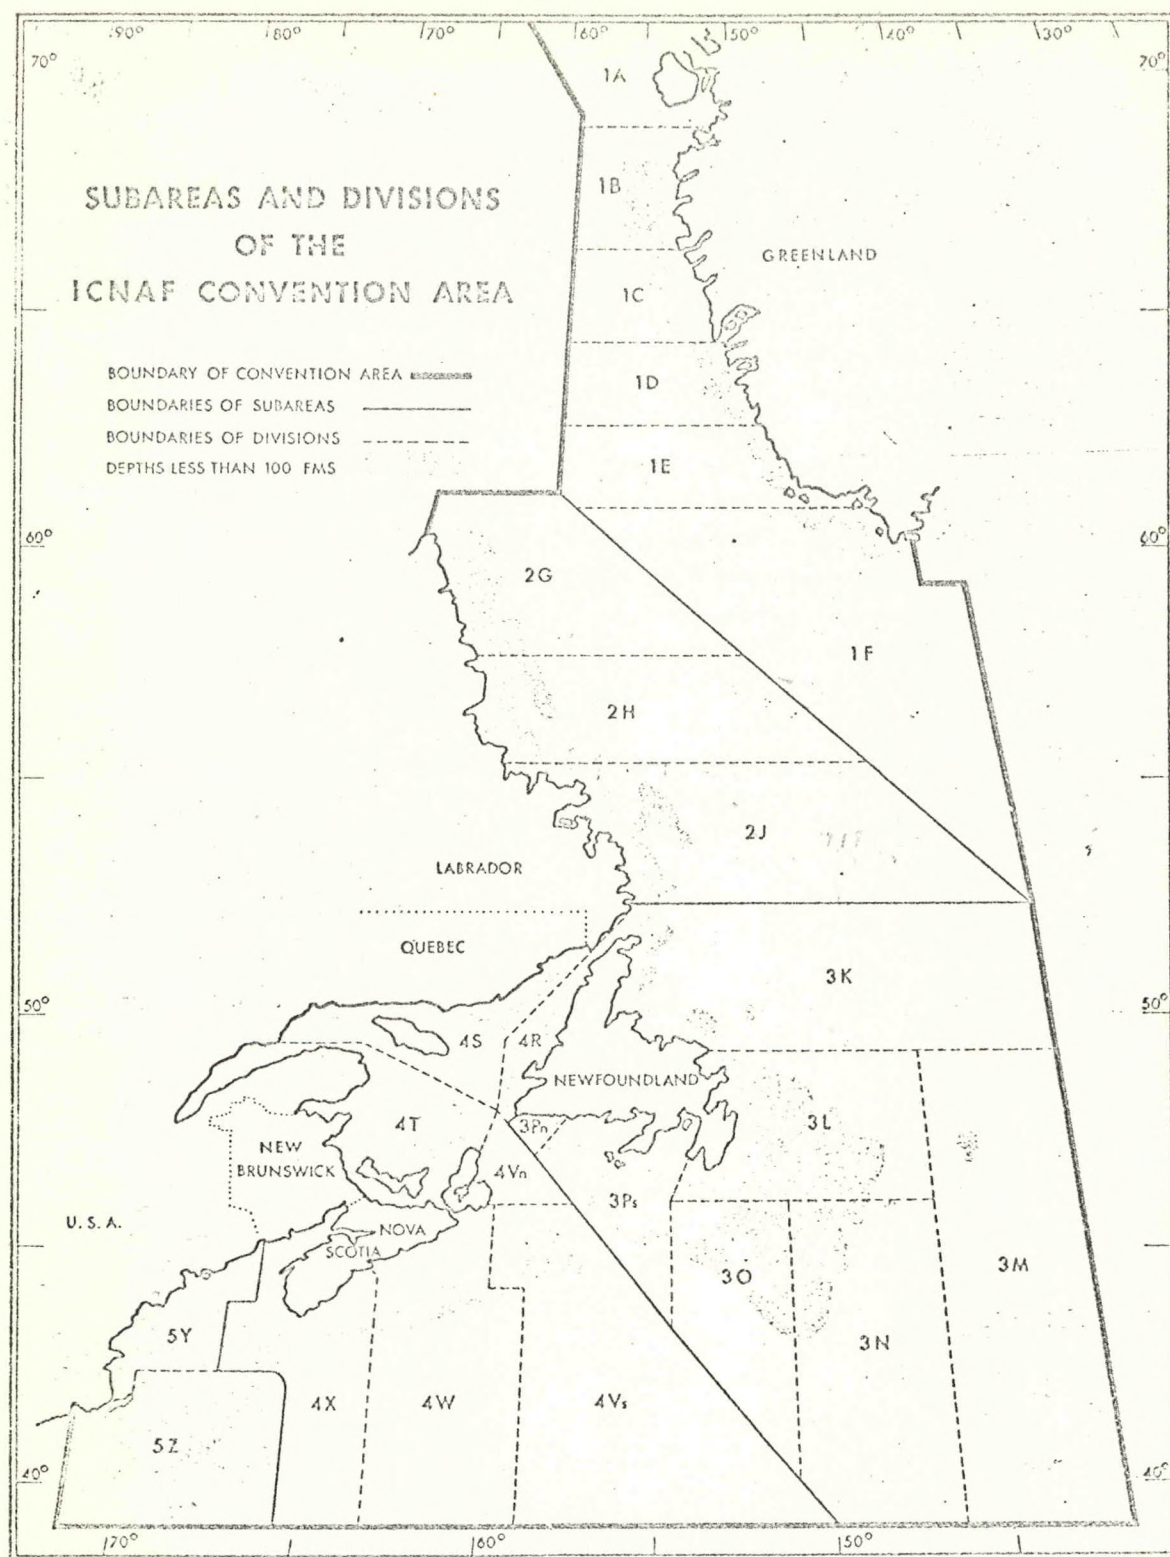 90° 80° 70° 60° 50° 40° 30°
70° 70°
1A
SUBAREAS AND DIVISIONS
OF THE
ICNAF CONVENTION AREA
1B
GREENLAND
1C
BOUNDARY OF CONVENTION AREA
BOUNDARIES OF SUBAREAS
BOUNDARIES OF DIVISIONS
DEPTHS LESS THAN 100 FMS
1D
1E
60° 60°
2G
1F
2H
2J
LABRADOR
QUEBEC
3K
50° 50°
4S 4R
NEWFOUNDLAND
4T 3Pn 3L
NEW
BRUNSWICK
4Vn
3Ps
U.S.A.
NOVA
SCOTIA
3O 3M
5Y 3N
4X 4W 4Vs
5Z
40° 40°
70° 60° 50°